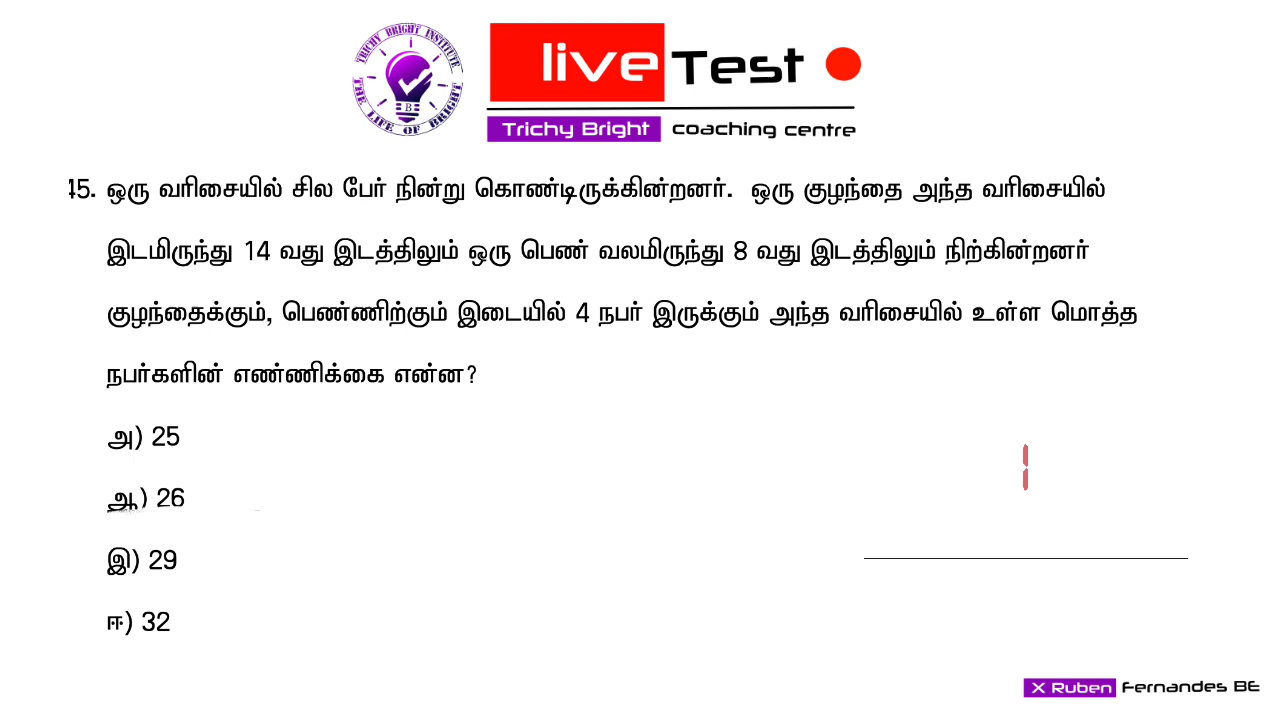 TRICHY BRIGHT INSTITUTE
THE LIFE OF BRIGHT
B
live Test
Trichy Bright coaching centre
45. ஒரு வரிசையில் சில பேர் நின்று கொண்டிருக்கின்றனர். ஒரு குழந்தை அந்த வரிசையில்
இடமிருந்து 14 வது இடத்திலும் ஒரு பெண் வலமிருந்து 8 வது இடத்திலும் நிற்கின்றனர்
குழந்தைக்கும், பெண்ணிற்கும் இடையில் 4 நபர் இருக்கும் அந்த வரிசையில் உள்ள மொத்த
நபர்களின் எண்ணிக்கை என்ன?
அ) 25
ஆ) 26
இ) 29
ஈ) 32
X Ruben Fernandes BE